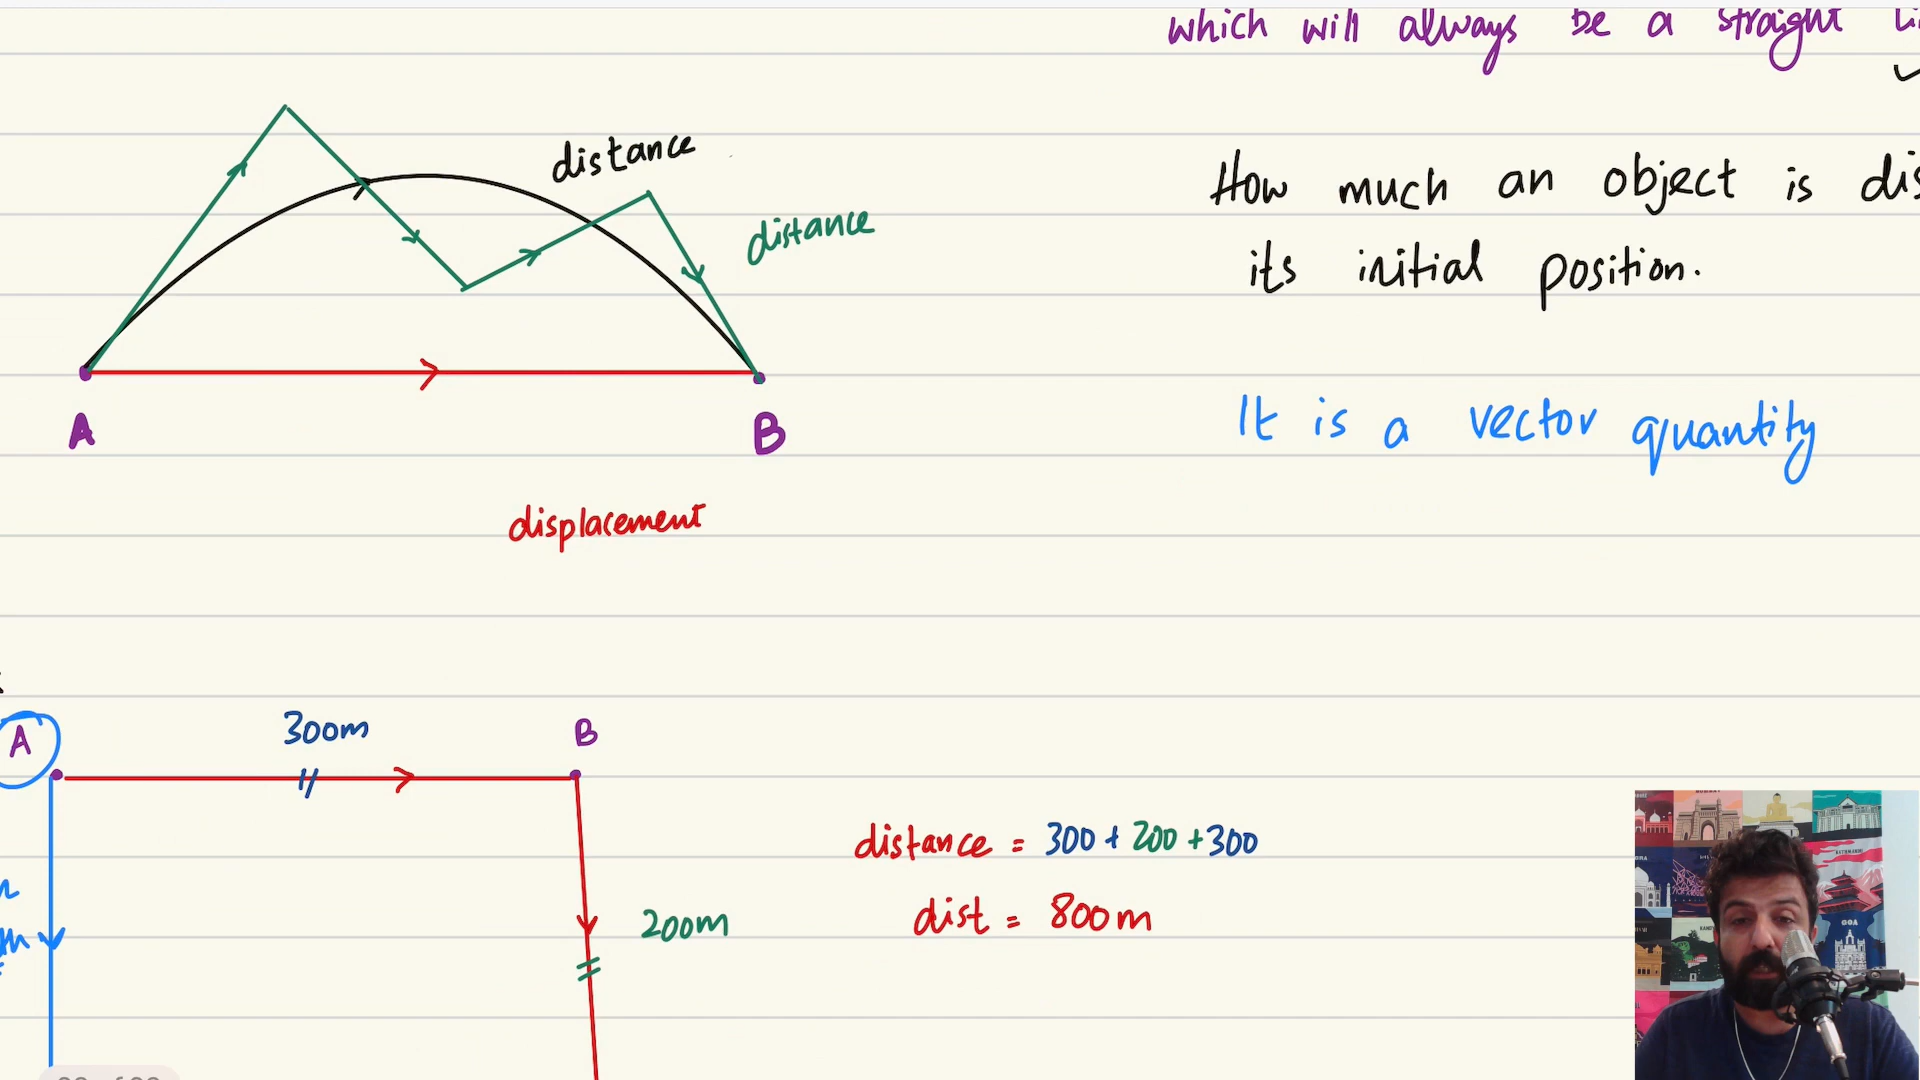 which will always be a straight
distance
distance
How much an object is
its initial position.
A
B
It is a vector quantity
displacement
A
300m
B
distance = 300 + 200 + 300
200m
dist = 800m
GOA